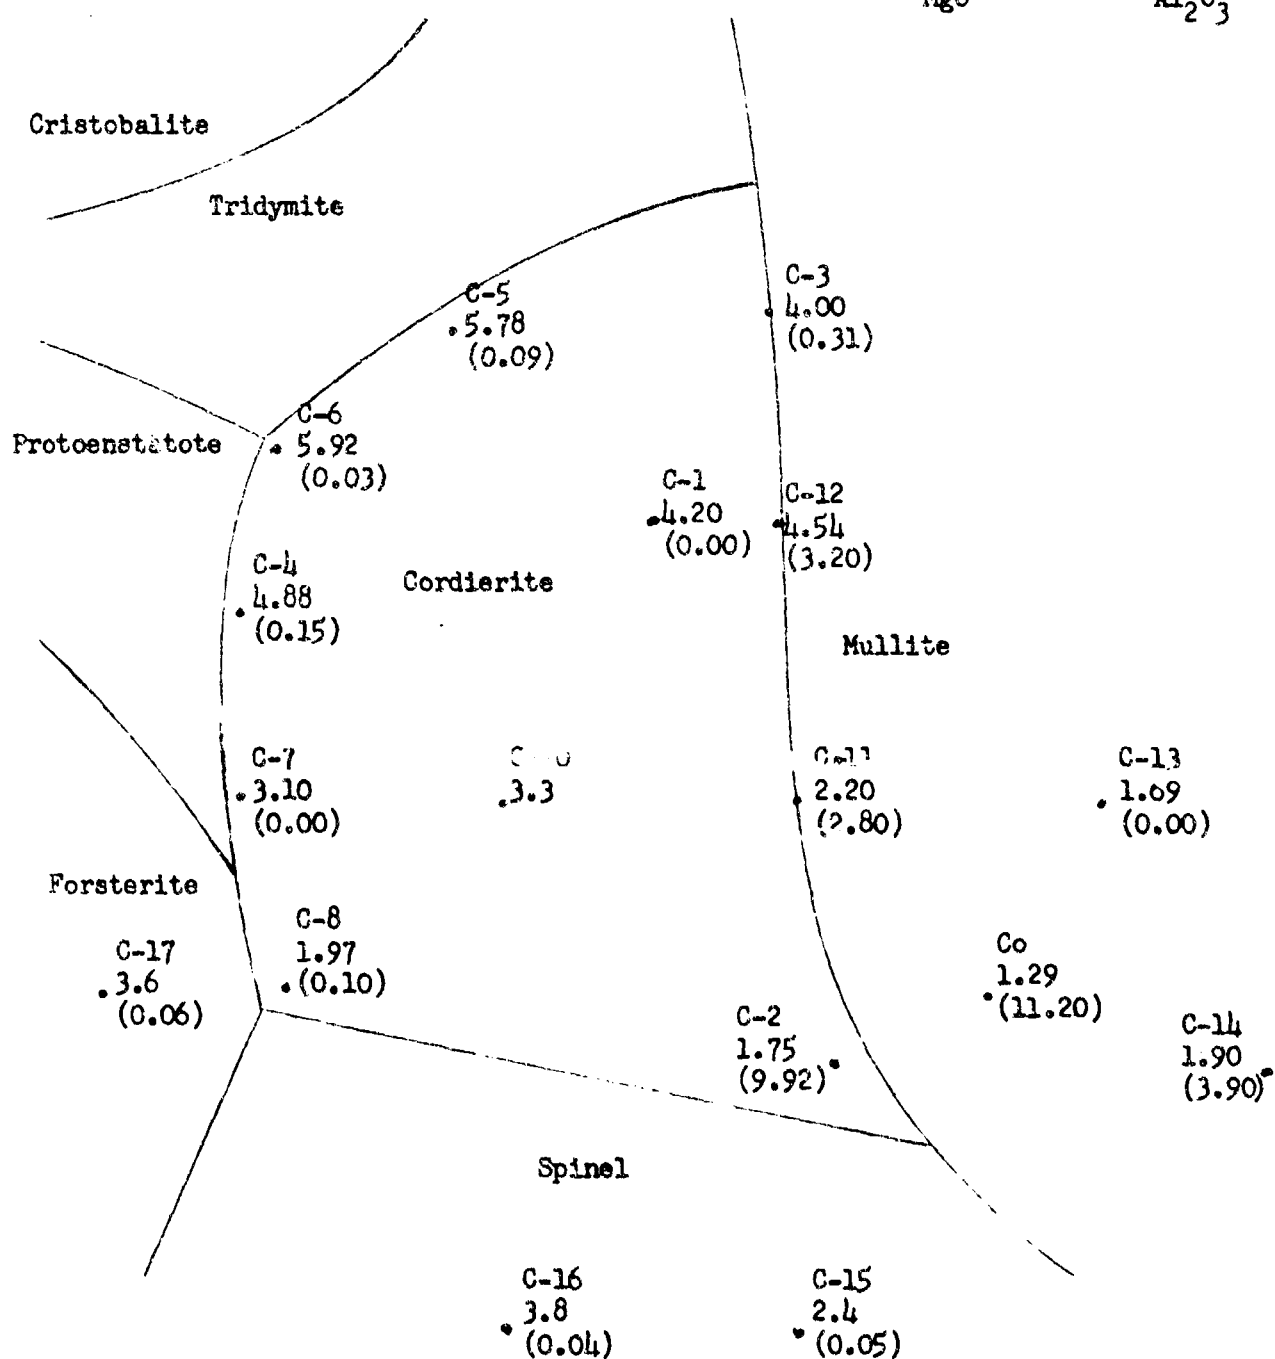 Al2O3
Cristobalite
Tridymite
C-3
4.00
(0.31)
C-5
5.78
(0.09)
C-6
5.92
(0.03)
Protoenstatote
C-1
4.20
(0.00)
C-12
4.54
(3.20)
C-4
4.88
(0.15)
Cordierite
Mullite
C-7
3.10
(0.00)
3.3
C-11
2.20
(2.80)
C-13
1.69
(0.00)
Forsterite
C-8
1.97
(0.10)
C-17
3.6
(0.06)
Co
1.29
(11.20)
C-2
1.75
(9.92)
C-14
1.90
(3.90)
Spinel
C-16
3.8
(0.04)
C-15
2.4
(0.05)